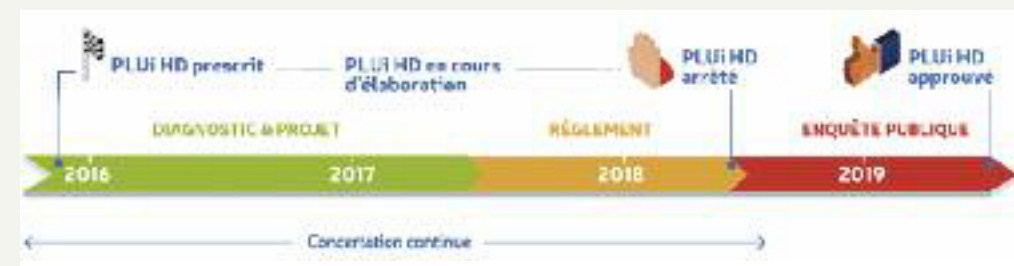 PLUi HD prescrit
PLUi HD en cours
d'élaboration
PLUi HD
arrêté
PLUi HD
approuvé
DIAGNOSTIC & PROJET
RÈGLEMENT
ENQUÊTE PUBLIQUE
2016
2017
2018
2019
Concertation continue